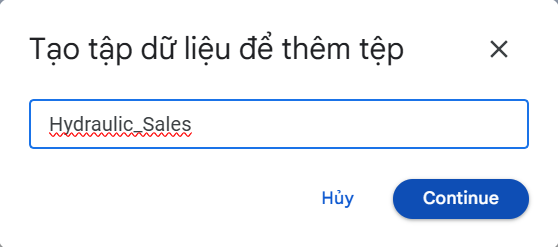 Tạo tập dữ liệu để thêm tệp
Hydraulic_Sales
Hủy
Continue